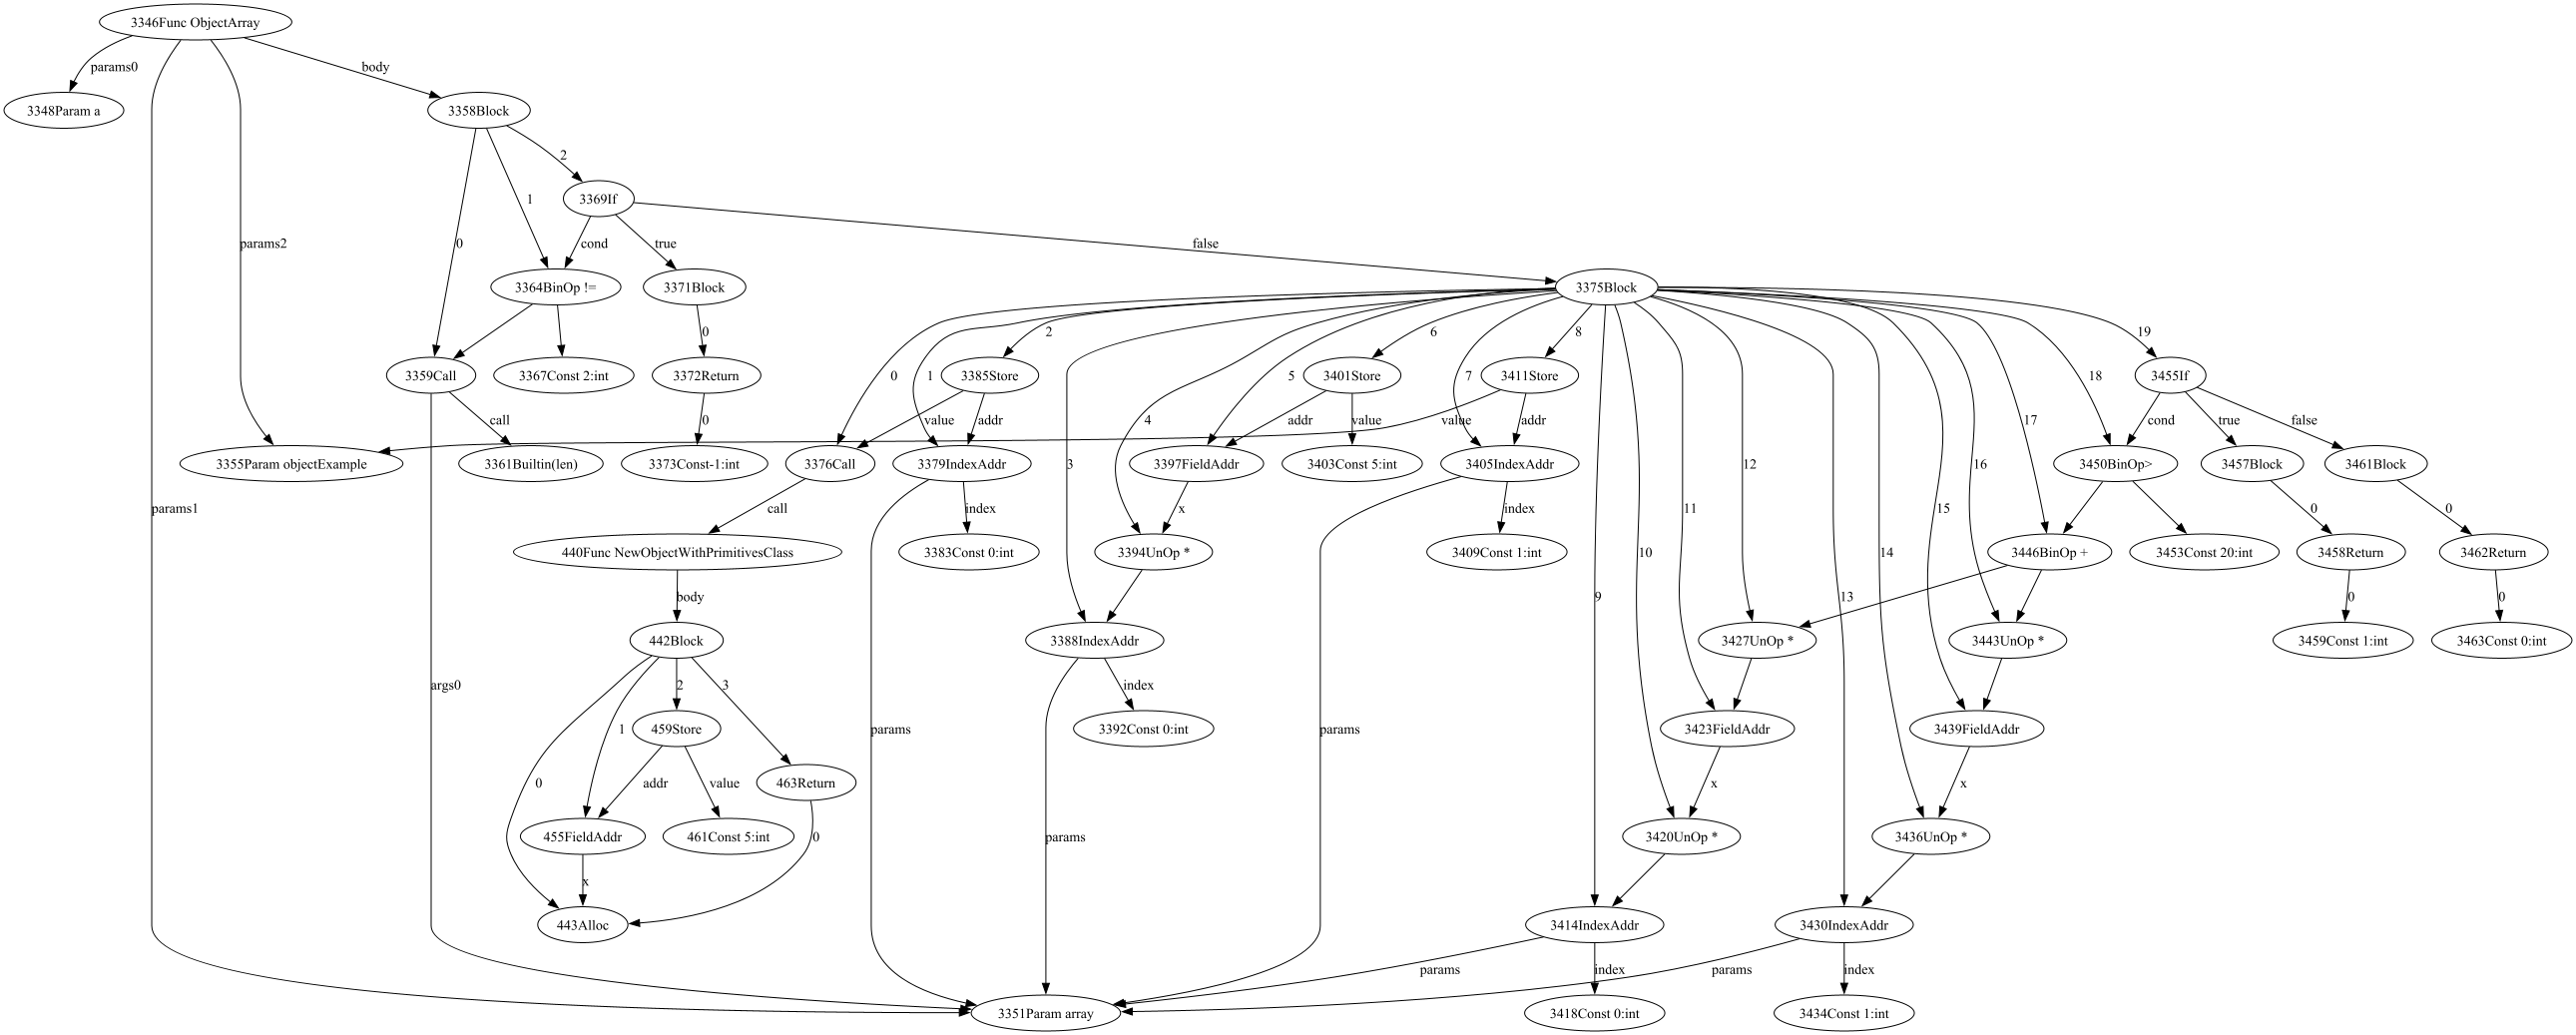 3346Func ObjectArray
params0
body
3348Param a
3358Block
2
1
3369If
params2
0
cond
true
false
3364BinOp !=
3371Block
3375Block
0
2
6
8
19
3359Call
3367Const 2:int
3372Return
0
1
3385Store
5
3401Store
7
3411Store
18
3455If
call
0
value
addr
4
addr
value
value
addr
17
cond
true
false
3355Param objectExample
3361Builtin(len)
3373Const-1:int
3376Call
3379IndexAddr
3
3397FieldAddr
3403Const 5:int
3405IndexAddr
12
16
3450BinOp>
3457Block
3461Block
params1
call
index
x
index
11
15
0
0
440Func NewObjectWithPrimitivesClass
3383Const 0:int
3394UnOp *
3409Const 1:int
10
14
3446BinOp +
3453Const 20:int
3458Return
3462Return
body
9
13
0
0
442Block
3388IndexAddr
3427UnOp *
3443UnOp *
3459Const 1:int
3463Const 0:int
args0
2
3
index
1
459Store
params
3392Const 0:int
params
3423FieldAddr
3439FieldAddr
0
addr
value
463Return
x
x
455FieldAddr
461Const 5:int
0
params
3420UnOp *
3436UnOp *
x
443Alloc
3414IndexAddr
3430IndexAddr
params
index
params
index
3351Param array
3418Const 0:int
3434Const 1:int